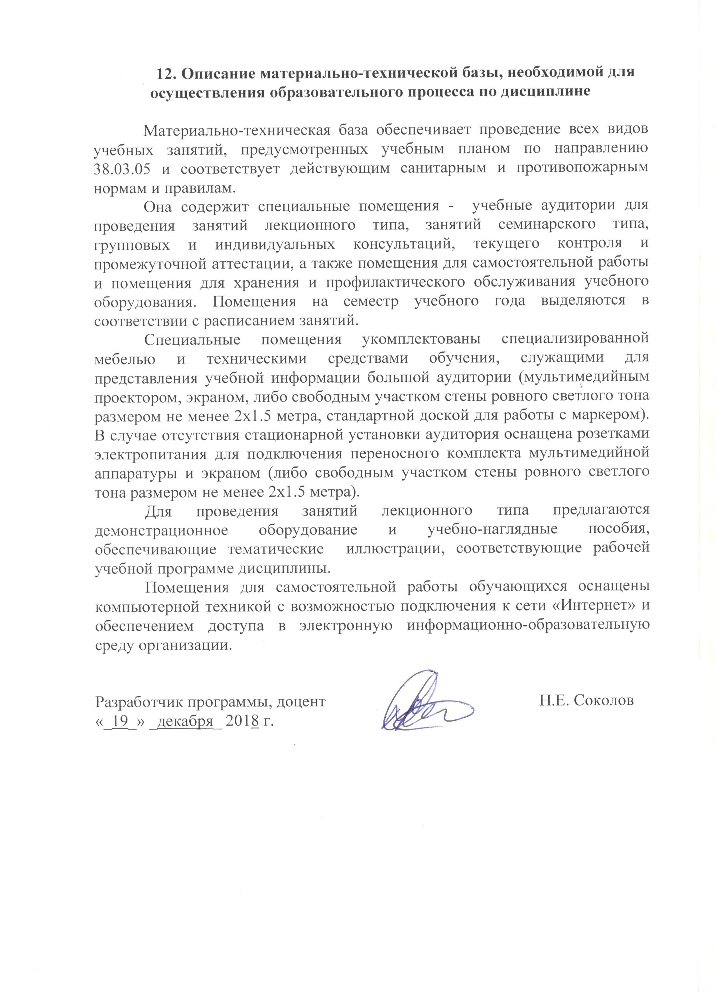 12. Описание материально-технической базы, необходимой для
осуществления образовательного процесса по дисциплине
Материально-техническая база обеспечивает проведение всех видов
учебных занятий, предусмотренных учебным планом по направлению
38.03.05 и соответствует действующим санитарным и противопожарным
нормам и правилам.
Она содержит специальные помещения - учебные аудитории для
проведения занятий лекционного типа, занятий семинарского типа,
групповых и индивидуальных консультаций, текущего контроля и
промежуточной аттестации, а также помещения для самостоятельной работы
и помещения для хранения и профилактического обслуживания учебного
оборудования. Помещения на семестр учебного года выделяются в
соответствии с расписанием занятий.
Специальные помещения укомплектованы специализированной
мебелью и техническими средствами обучения, служащими для
представления учебной информации большой аудитории (мультимедийным
проектором, экраном, либо свободным участком стены ровного светлого тона
размером не менее 2х1.5 метра, стандартной доской для работы с маркером).
В случае отсутствия стационарной установки аудитория оснащена розетками
электропитания для подключения переносного комплекта мультимедийной
аппаратуры и экраном (либо свободным участком стены ровного светлого
тона размером не менее 2х1.5 метра).
Для проведения занятий лекционного типа предлагаются
демонстрационное оборудование и учебно-наглядные пособия,
обеспечивающие тематические иллюстрации, соответствующие рабочей
учебной программе дисциплины.
Помещения для самостоятельной работы обучающихся оснащены
компьютерной техникой с возможностью подключения к сети «Интернет» и
обеспечением доступа в электронную информационно-образовательную
среду организации.
Разработчик программы, доцент Н.Е. Соколов
«_19_» _декабря_ 2018 г.